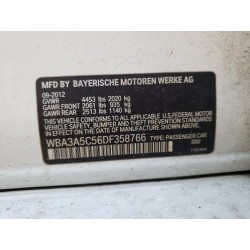 MFD BY BAYERISCHE MOTOREN WERKE AG
09-2012
GVWR 4453 lbs 2020 kg
GAWR FRONT 2061 lbs 935 kg
GAWR REAR 2513 lbs 1140 kg
THIS VEHICLE CONFORMS TO ALL APPLICABLE U.S. FEDERAL MOTOR
VEHICLE SAFETY, BUMPER, AND THEFT PREVENTION STANDARDS
IN EFFECT ON THE DATE OF MANUFACTURE SHOWN ABOVE.
WBA3A5C56DF358766 TYPE: PASSENGER CAR